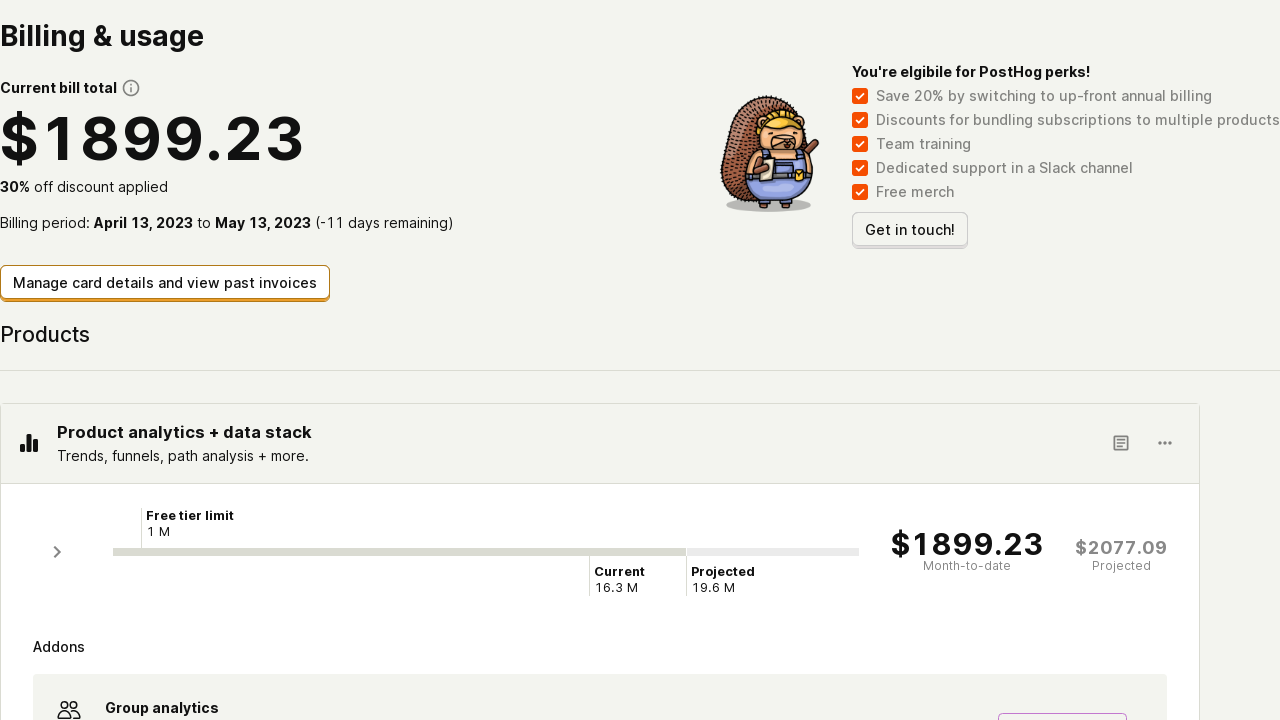 Billing & usage
Current bill total
$1899.23
30% off discount applied
Billing period: April 13, 2023 to May 13, 2023 (-11 days remaining)
Manage card details and view past invoices
You're elgibile for PostHog perks!
Save 20% by switching to up-front annual billing
Discounts for bundling subscriptions to multiple products
Team training
Dedicated support in a Slack channel
Free merch
Get in touch!
Products
Product analytics + data stack
Trends, funnels, path analysis + more.
Free tier limit
1 M
Current
16.3 M
Projected
19.6 M
$1899.23
Month-to-date
$2077.09
Projected
Addons
Group analytics